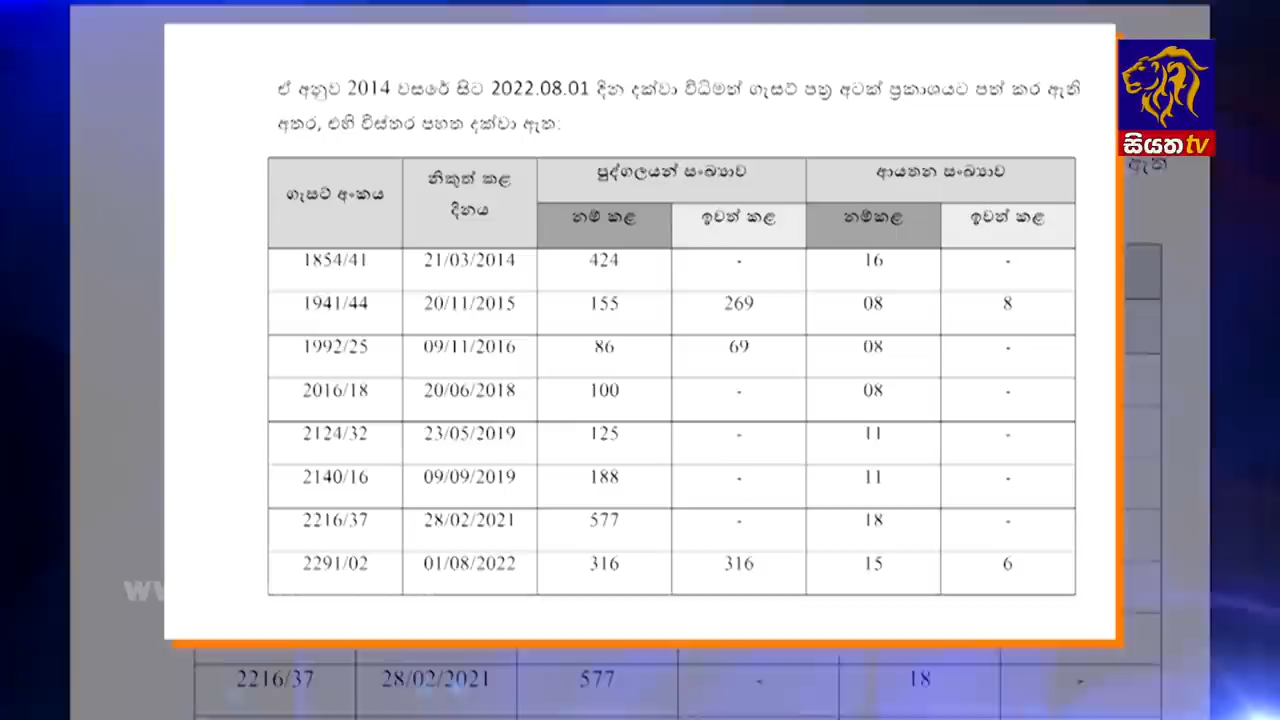 ඒ අනුව 2014 වසරේ සිට 2022.08.01 දින දක්වා විධිමත් ගැසට් පත්‍ර අටක් ප්‍රකාශයට පත් කර ඇති
අතර, එහි විස්තර පහත දක්වා ඇත:
සියත tv
ඇති
ගැසට් අංකය නිකුත් කළ දිනය පුද්ගලයන් සංඛ්‍යාව ආයතන සංඛ්‍යාව
නම් කළ ඉවත් කළ නම්කළ ඉවත් කළ
1854/41 21/03/2014 424 - 16 -
1941/44 20/11/2015 155 269 08 8
1992/25 09/11/2016 86 69 08 -
2016/18 20/06/2018 100 - 08 -
2124/32 23/05/2019 125 - 11 -
2140/16 09/09/2019 188 - 11 -
2216/37 28/02/2021 577 - 18 -
2291/02 01/08/2022 316 316 15 6
2216/37 28/02/2021 577 - 18 -